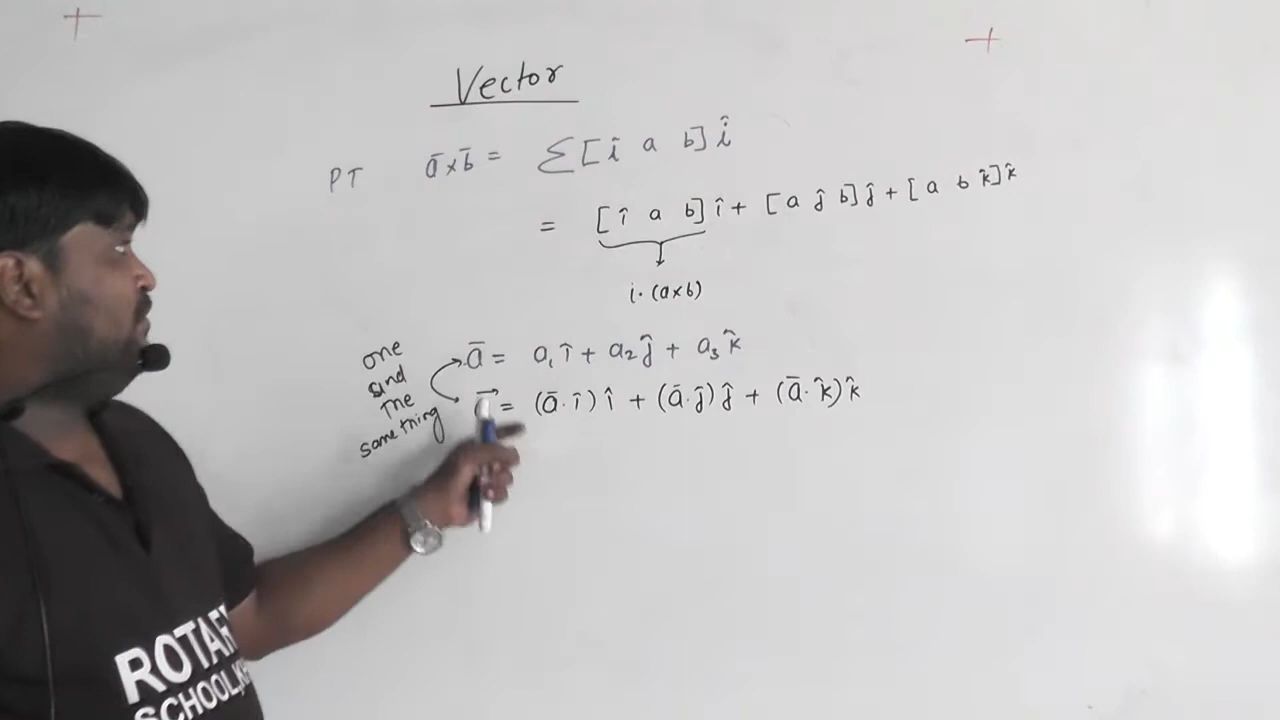 Vector
PT a̅×b̅ = Σ[î a b]î
= [î a b]î + [a ĵ b]ĵ + [a b k̂]k̂
i·(a×b)
one and the same thing
a̅ = a₁î + a₂ĵ + a₃k̂
= (a̅·î)î + (a̅·ĵ)ĵ + (a̅·k̂)k̂
ROTAR
SCHOOL,K